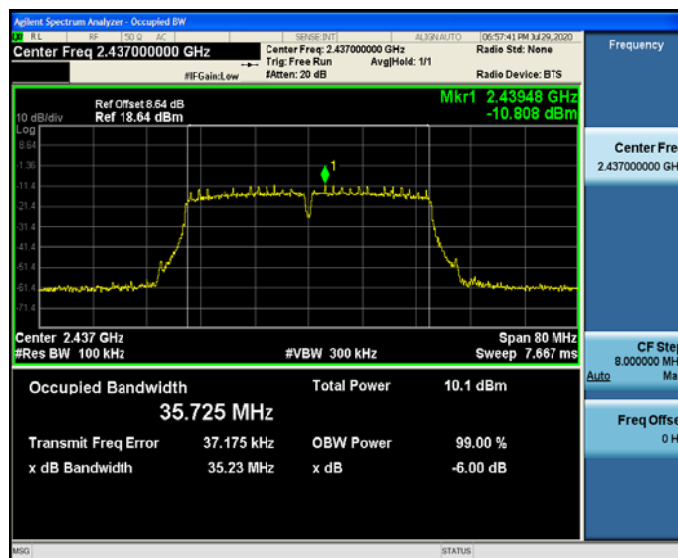 Agilent Spectrum Analyzer - Occupied BW
RL RF 50 Ω AC SENSE:INT ALIGN AUTO 06:57:41 PM Jul 29, 2020
Center Freq 2.437000000 GHz
Center Freq: 2.437000000 GHz
Radio Std: None
Trig: Free Run Avg|Hold: 1/1
#IFGain:Low
#Atten: 20 dB
Radio Device: BTS
Frequency
Ref Offset 8.64 dB
Mkr1 2.43948 GHz
10 dB/div Ref 18.64 dBm
-10.808 dBm
Log
8.64
-1.36
-11.4
-21.4
-31.4
-41.4
-51.4
-61.4
-71.4
1
Center Fre
2.437000000 GH
Center 2.437 GHz
Span 80 MHz
#Res BW 100 kHz
#VBW 300 kHz
Sweep 7.667 ms
CF Step
8.000000 MH
Auto Ma
Occupied Bandwidth
Total Power 10.1 dBm
35.725 MHz
Transmit Freq Error 37.175 kHz
OBW Power 99.00 %
x dB Bandwidth 35.23 MHz
x dB -6.00 dB
Freq Offse
0 H
MSG
STATUS